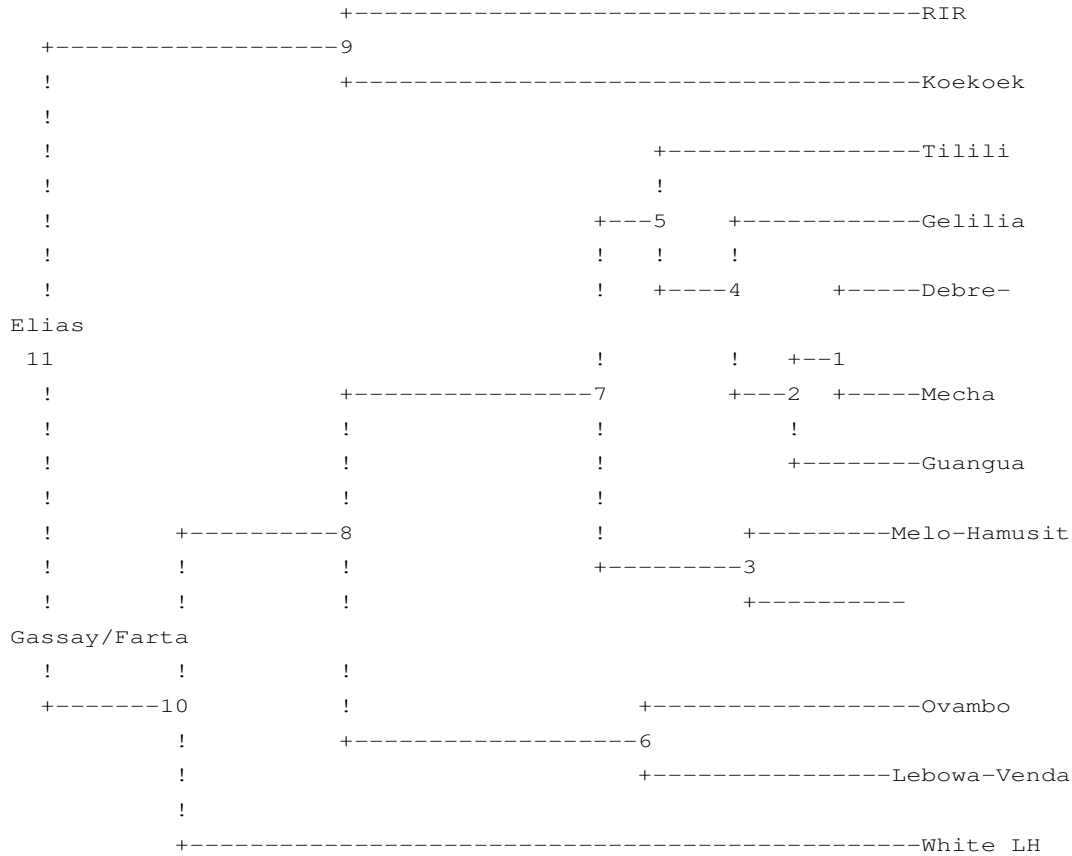 RIR
9
Koekoek
Tilili
5 Gelilia
4 Debre-
Elias
11 1
7 2 Mecha
Guangua
8 Melo-Hamusit
3
Gassay/Farta
10 Ovambo
6
Lebowa-Venda
White LH